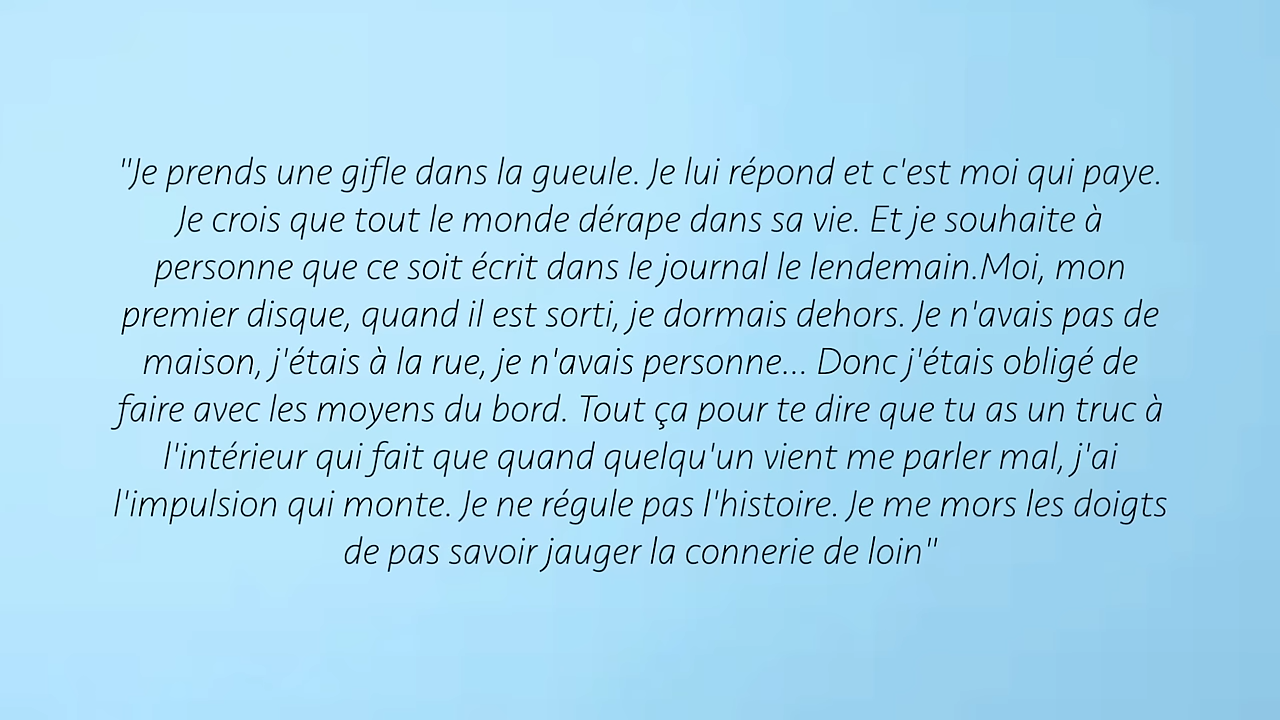 "Je prends une gifle dans la gueule. Je lui répond et c'est moi qui paye.
Je crois que tout le monde dérape dans sa vie. Et je souhaite à
personne que ce soit écrit dans le journal le lendemain.Moi, mon
premier disque, quand il est sorti, je dormais dehors. Je n'avais pas de
maison, j'étais à la rue, je n'avais personne... Donc j'étais obligé de
faire avec les moyens du bord. Tout ça pour te dire que tu as un truc à
l'intérieur qui fait que quand quelqu'un vient me parler mal, j'ai
l'impulsion qui monte. Je ne régule pas l'histoire. Je me mors les doigts
de pas savoir jauger la connerie de loin"